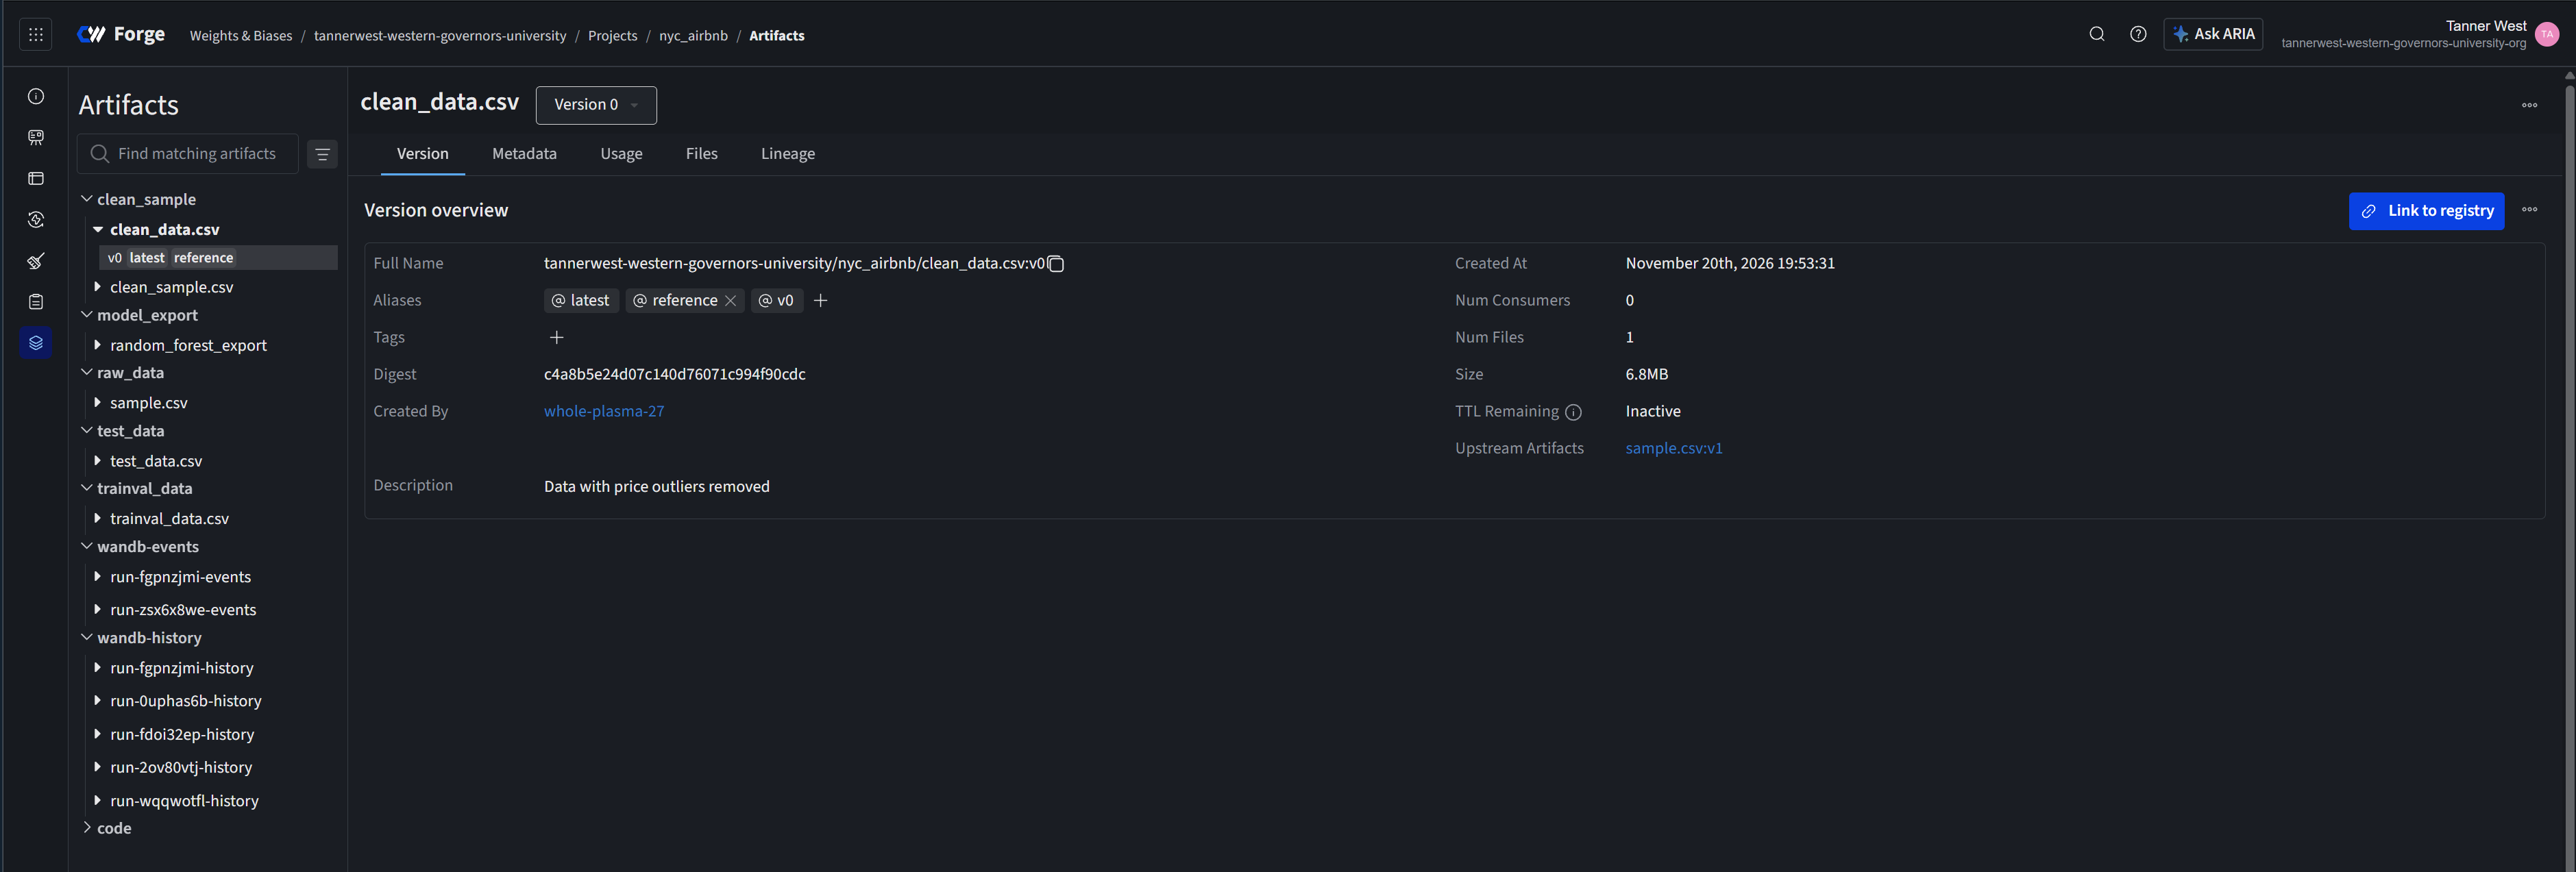 Forge Weights & Biases / tannerwest-western-governors-university / Projects / nyc_airbnb / Artifacts
Ask ARIA
Tanner West
tannerwest-western-governors-university-org
TA
Artifacts
Find matching artifacts
clean_sample
clean_data.csv
v0 latest reference
clean_sample.csv
model_export
random_forest_export
raw_data
sample.csv
test_data
test_data.csv
trainval_data
trainval_data.csv
wandb-events
run-fgpnzjmi-events
run-zsx6x8we-events
wandb-history
run-fgpnzjmi-history
run-0uphas6b-history
run-fdoi32ep-history
run-2ov80vtj-history
run-wqqwotfl-history
code
clean_data.csv Version 0
Version Metadata Usage Files Lineage
Version overview
Link to registry
Full Name tannerwest-western-governors-university/nyc_airbnb/clean_data.csv:v0
Aliases @ latest @ reference @ v0
Tags
Digest c4a8b5e24d07c140d76071c994f90cdc
Created By whole-plasma-27
Description Data with price outliers removed
Created At November 20th, 2026 19:53:31
Num Consumers 0
Num Files 1
Size 6.8MB
TTL Remaining Inactive
Upstream Artifacts sample.csv:v1